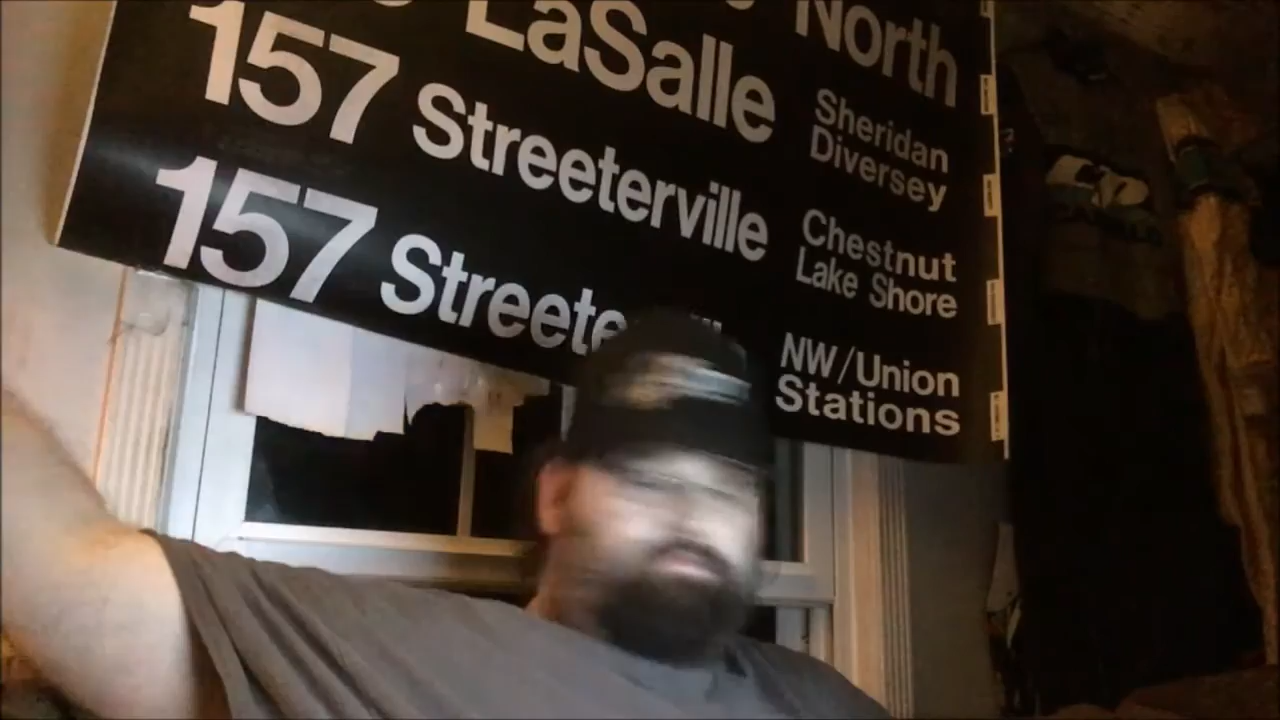 LaSalle
North
157 Streeterville
Sheridan
Diversey
157
Chestnut
Lake Shore
NW/Union
Stations